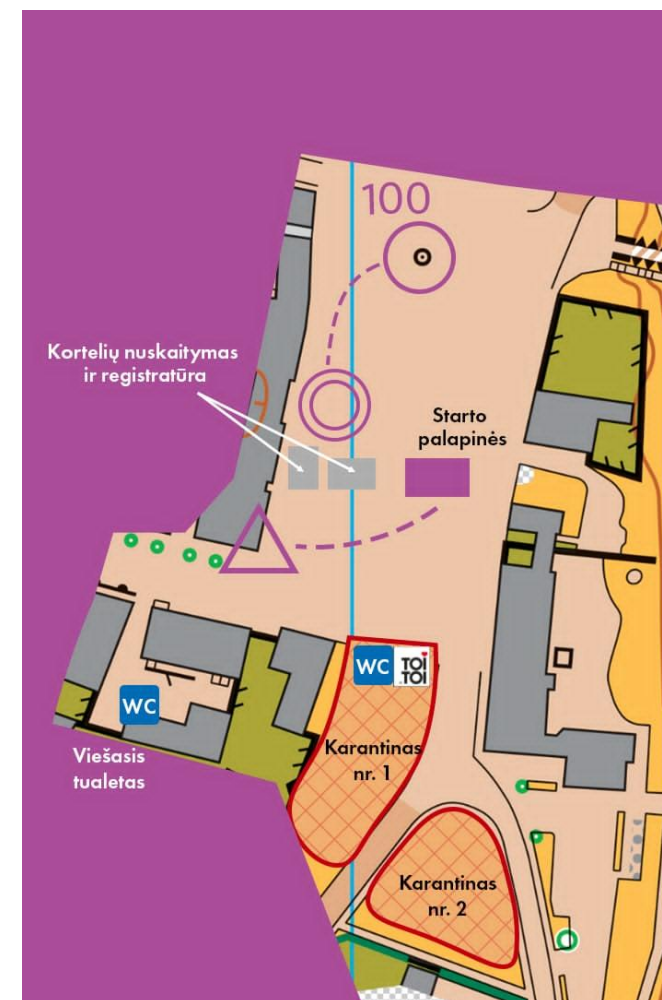 100
Kortelių nuskaitymas
ir registratūra
Starto
palapinės
WC
TOI
TOI
WC
Karantinas
nr. 1
Viešasis
tualetas
Karantinas
nr. 2